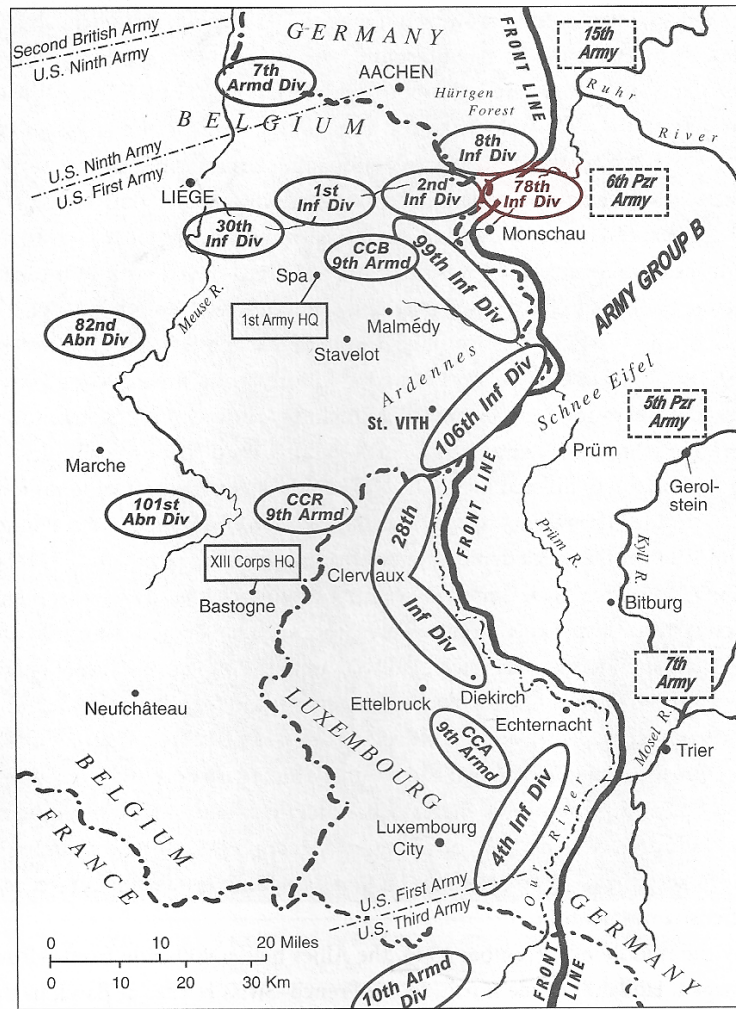 Second British Army
U.S. Ninth Army
GERMANY
FRONT LINE
15th
Army
7th
Armd Div
AACHEN
Hürtgen
Forest
Ruhr
River
BELGIUM
8th
Inf Div
U.S. Ninth Army
U.S. First Army
LIÈGE
1st
Inf Div
2nd
Inf Div
78th
Inf Div
6th Pzr
Army
30th
Inf Div
Monschau
CCB
9th Armd
99th Inf Div
ARMY GROUP B
Spa
Meuse R.
1st Army HQ
Malmédy
82nd
Abn Div
Stavelot
Ardennes
106th Inf Div
Schnee Eifel
5th Pzr
Army
St. VITH
Marche
Prüm
Gerol-
stein
101st
Abn Div
CCR
9th Armd
28th
Inf Div
FRONT LINE
Prüm R.
Kyll R.
XIII Corps HQ
Clervaux
Bastogne
Bitburg
7th
Army
Neufchâteau
Ettelbruck
Diekirch
Echternacht
Mosel R.
Trier
LUXEMBOURG
CCA
9th Armd
BELGIUM
FRANCE
4th Inf Div
Luxembourg
City
Our River
U.S. First Army
U.S. Third Army
GERMANY
0 10 20 Miles
0 10 20 30 Km
10th Armd
Div
FRONT
LINE